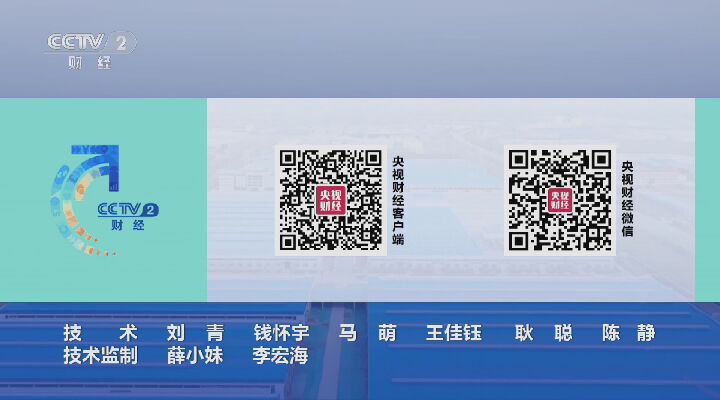 CCTV 2
财经
CCTV 2
财经
央视财经
央视财经客户端
央视财经
央视财经微信
技 术 刘 青 钱怀宇 马 萌 王佳钰 耿 聪 陈 静
技术监制 薛小妹 李宏海